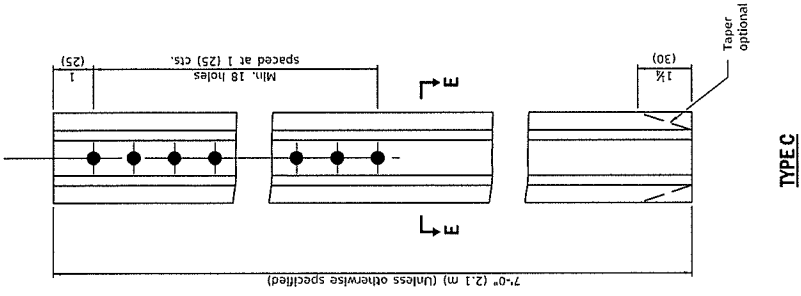 1
(25)
Min. 18 holes
spaced at 1 (25) cts.
E
E
1¼
(30)
Taper
optional
7'-0" (2.1 m) (Unless otherwise specified)
TYPE C